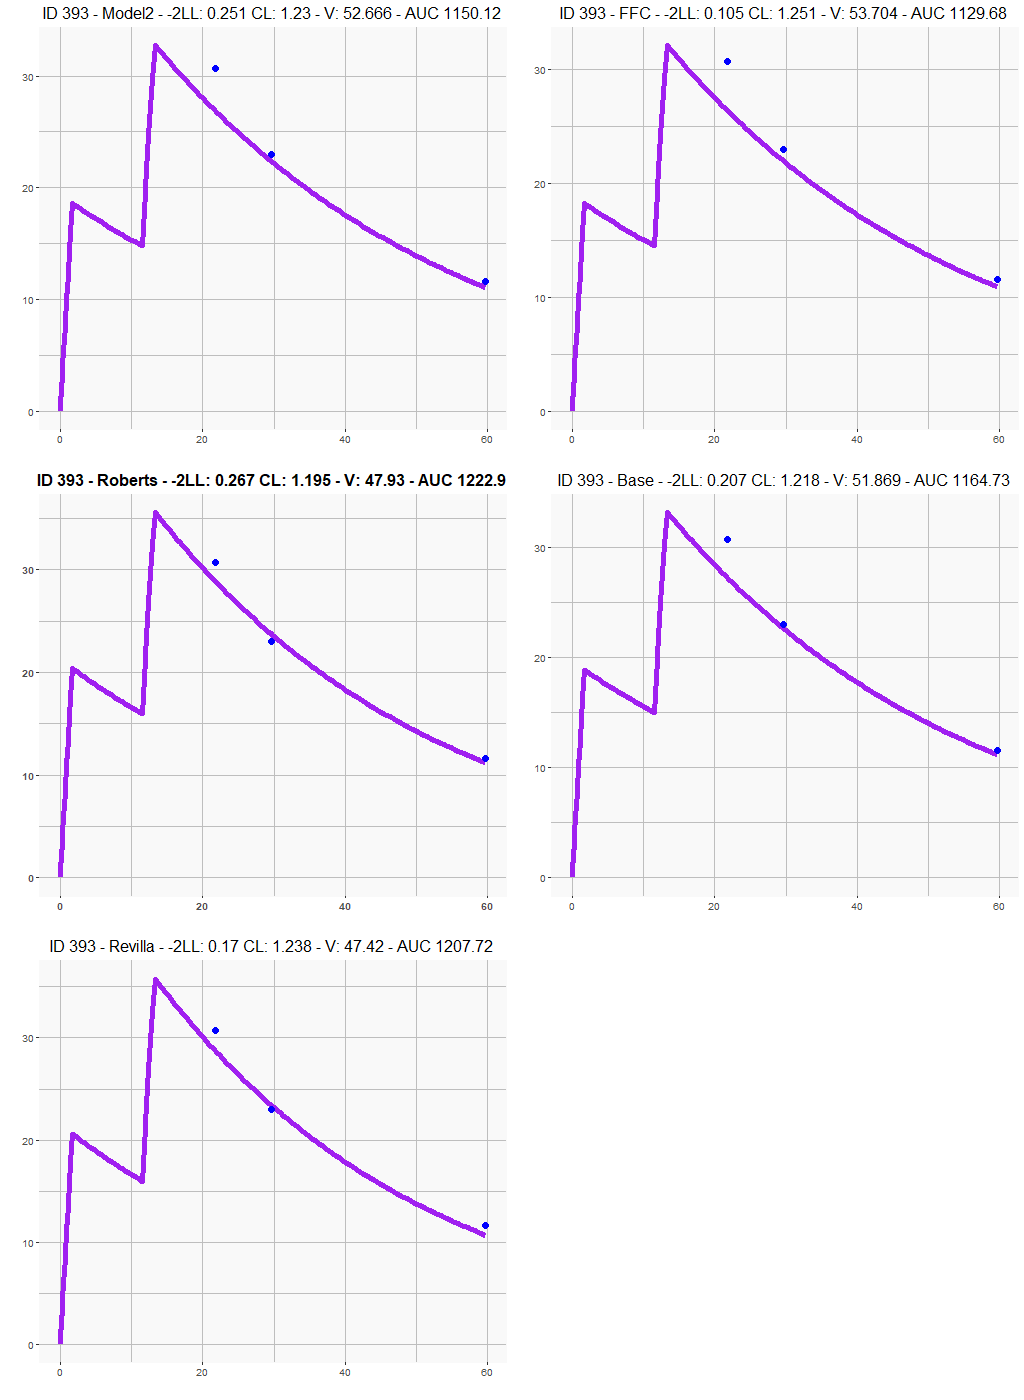 ID 393 - Model2 - -2LL: 0.251 CL: 1.23 - V: 52.666 - AUC 1150.12
30
20
10
0
0 20 40 60
ID 393 - FFC - -2LL: 0.105 CL: 1.251 - V: 53.704 - AUC 1129.68
30
20
10
0
0 20 40 60
ID 393 - Roberts - -2LL: 0.267 CL: 1.195 - V: 47.93 - AUC 1222.9
30
20
10
0
0 20 40 60
ID 393 - Base - -2LL: 0.207 CL: 1.218 - V: 51.869 - AUC 1164.73
30
20
10
0
0 20 40 60
ID 393 - Revilla - -2LL: 0.17 CL: 1.238 - V: 47.42 - AUC 1207.72
30
20
10
0
0 20 40 60